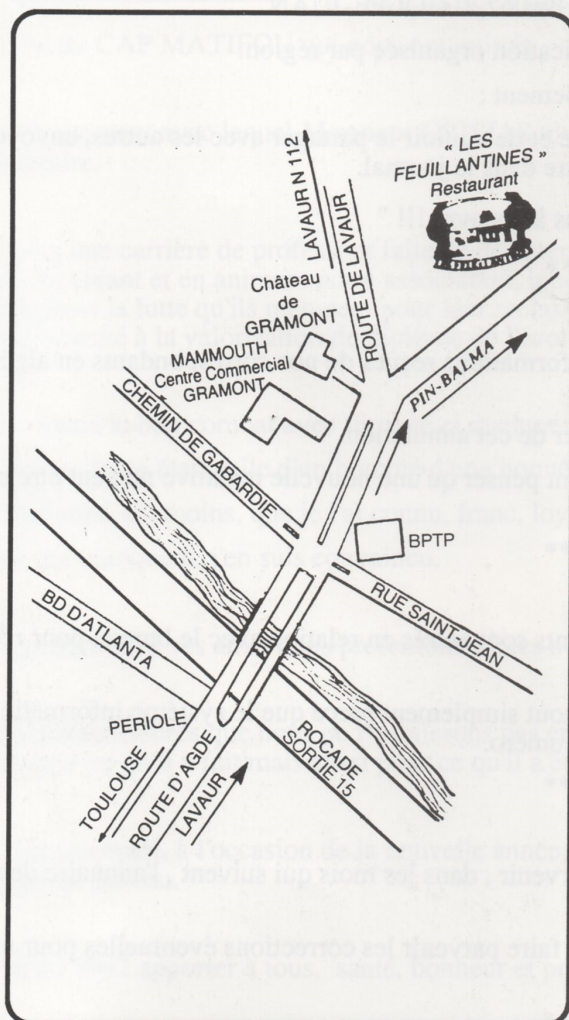 « LES
FEUILLANTINES »
Restaurant
LAVAUR N 112
ROUTE DE LAVAUR
Château
de
GRAMONT
MAMMOUTH
Centre Commercial
GRAMONT
PIN-BALMA
CHEMIN DE GABARDIE
BPTP
RUE SAINT-JEAN
BD D'ATLANTA
FERIOLE
ROCADE
SORTIE 15
TOULOUSE
ROUTE D'AGDE
LAVAUR